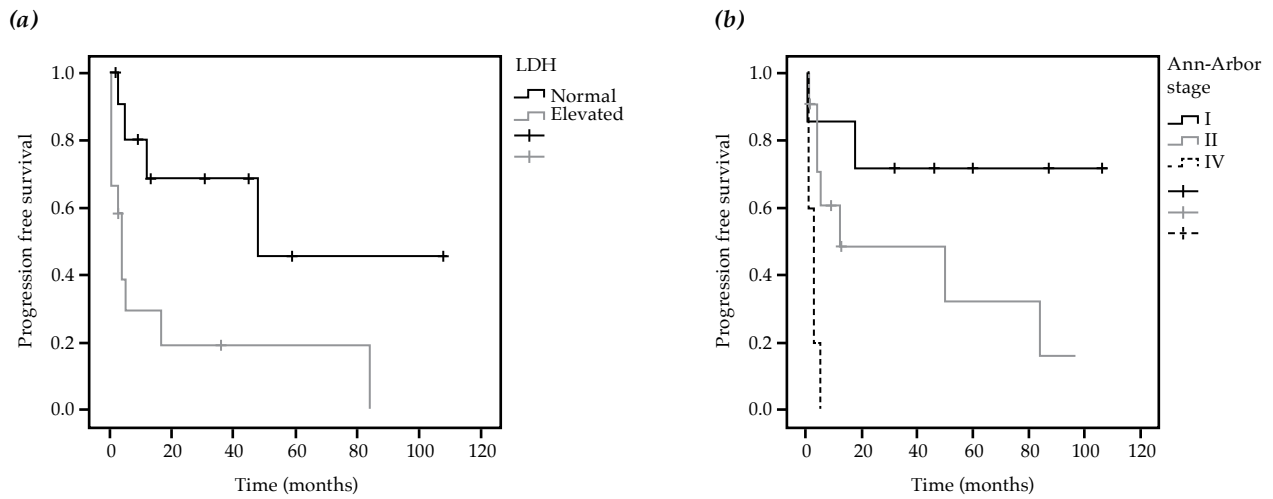 (a)
Progression free survival
1.0
0.8
0.6
0.4
0.2
0.0
0 20 40 60 80 100 120
Time (months)
LDH
Normal
Elevated
(b)
Progression free survival
1.0
0.8
0.6
0.4
0.2
0.0
0 20 40 60 80 100 120
Time (months)
Ann-Arbor
stage
I
II
IV